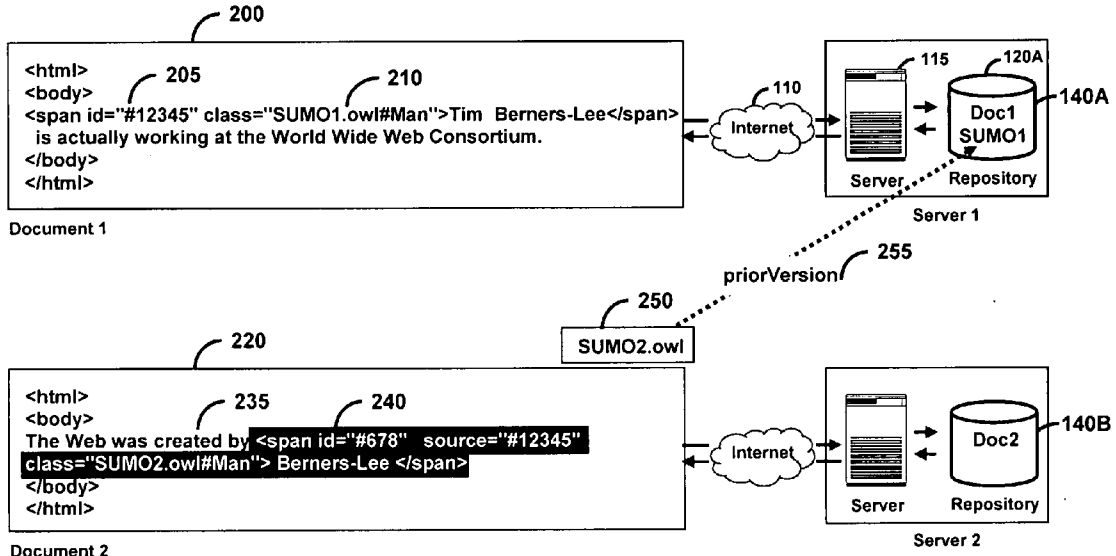 200
<html>
205
210
<body>
<span id="#12345" class="SUMO1.owl#Man">Tim Berners-Lee</span>
is actually working at the World Wide Web Consortium.
</body>
</html>
Document 1
110
Internet
115
120A
140A
Doc1
SUMO1
Server
Repository
Server 1
priorVersion
255
250
SUMO2.owl
220
<html>
235
240
<body>
The Web was created by <span id="#678" source="#12345"
class="SUMO2.owl#Man"> Berners-Lee </span>
</body>
</html>
Document 2
Internet
140B
Doc2
Server
Repository
Server 2